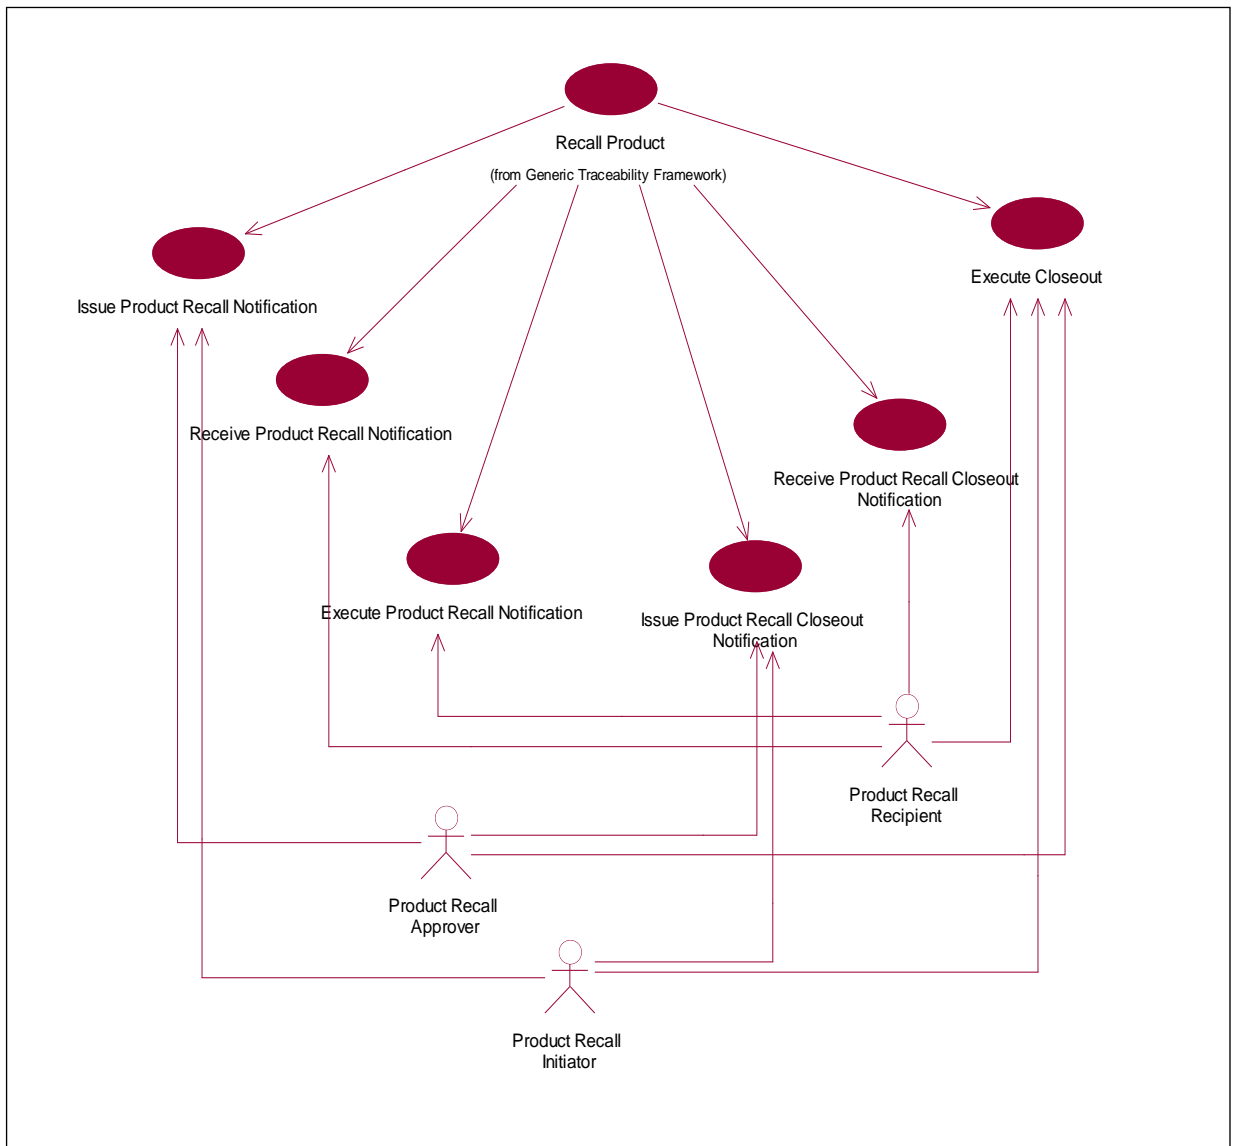 Recall Product
(from Generic Traceability Framework)
Execute Closeout
Issue Product Recall Notification
Receive Product Recall Notification
Receive Product Recall Closeout
Notification
Execute Product Recall Notification
Issue Product Recall Closeout
Notification
Product Recall
Recipient
Product Recall
Approver
Product Recall
Initiator